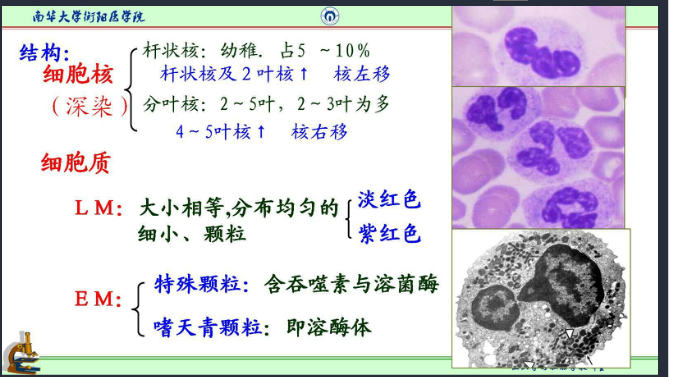 南华大学衡阳医学院
结构:
细胞核
(深染)
杆状核: 幼稚. 占5 ~10%
杆状核及2叶核↑ 核左移
分叶核: 2~5叶, 2~3叶为多
4~5叶核↑ 核右移
细胞质
LM: 大小相等,分布均匀的
细小、颗粒
淡红色
紫红色
EM:
特殊颗粒: 含吞噬素与溶菌酶
嗜天青颗粒: 即溶酶体